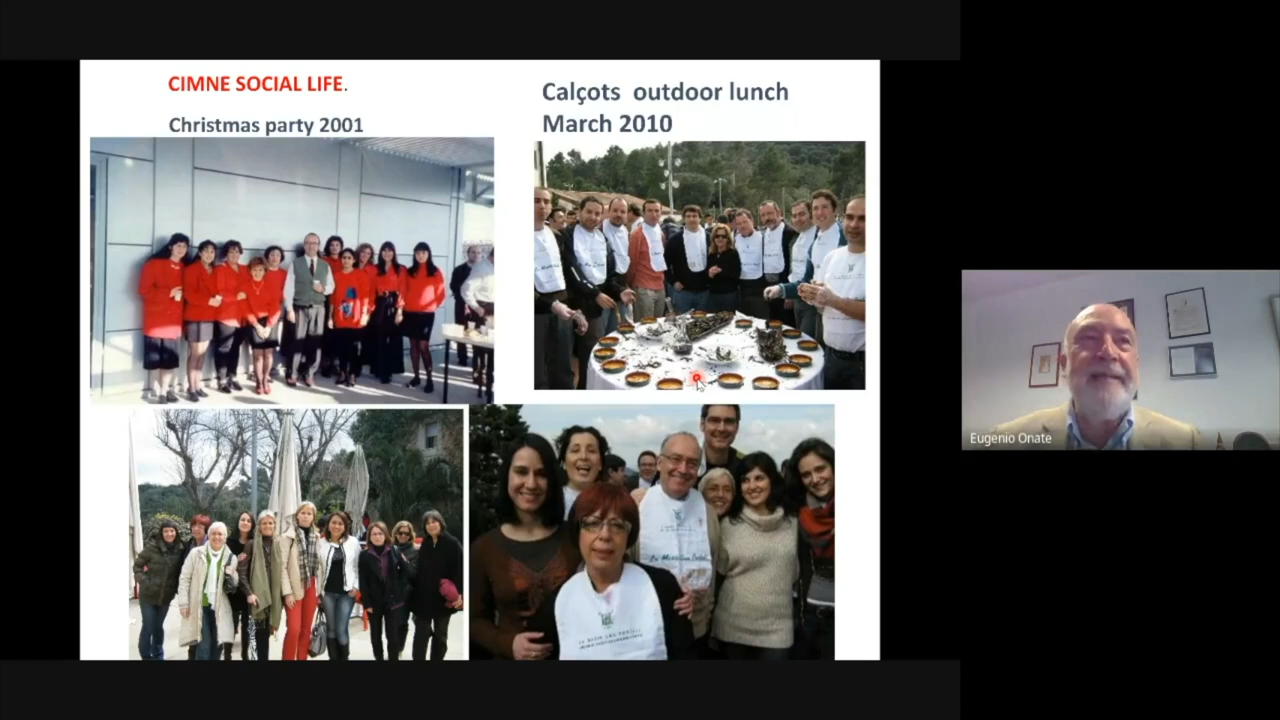 CIMNE SOCIAL LIFE.
Christmas party 2001
Calçots outdoor lunch
March 2010
Eugenio Onate